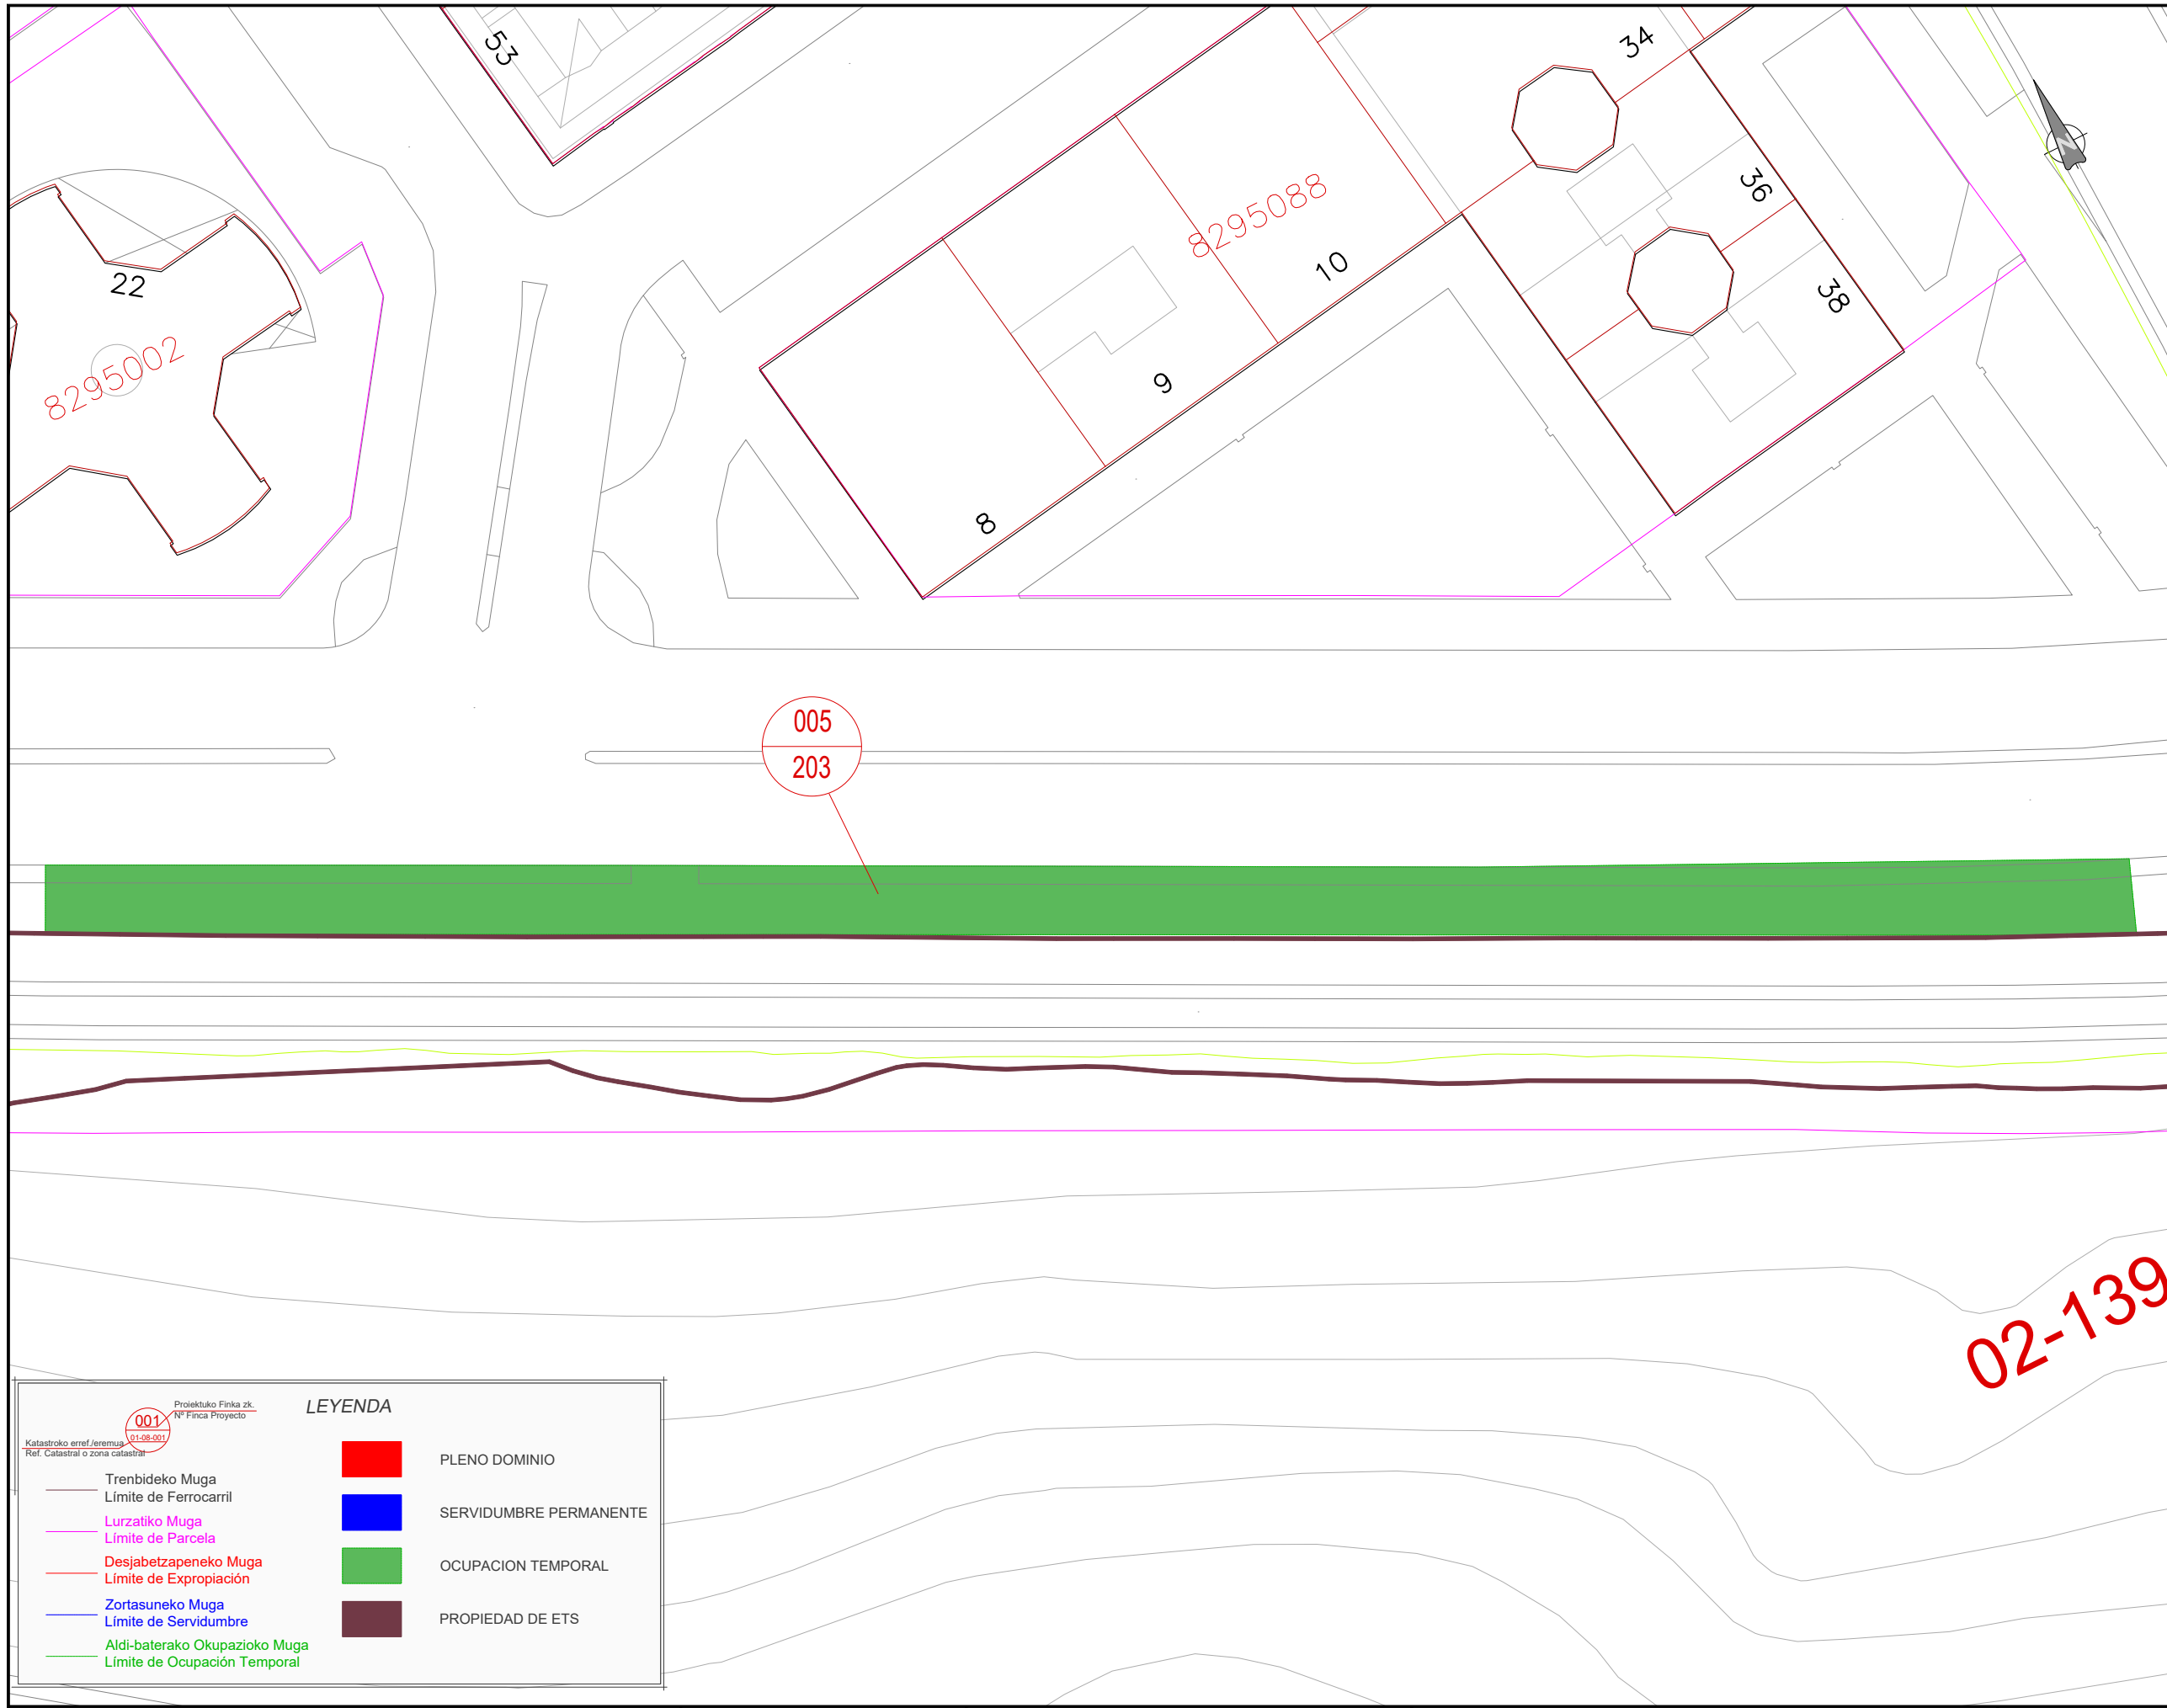 53
34
36
38
22
8295002
8295088
10
9
8
N
005
203
02-139
LEYENDA
Proiektuko Finka zk.
Nº Finca Proyecto
001
01-08-001
Katastroko erref./eremua
Ref. Catastral o zona catastral
Trenbideko Muga
Límite de Ferrocarril
Lurzatiko Muga
Límite de Parcela
Desjabetzapeneko Muga
Límite de Expropiación
Zortasuneko Muga
Límite de Servidumbre
Aldi-baterako Okupazioko Muga
Límite de Ocupación Temporal
PLENO DOMINIO
SERVIDUMBRE PERMANENTE
OCUPACION TEMPORAL
PROPIEDAD DE ETS